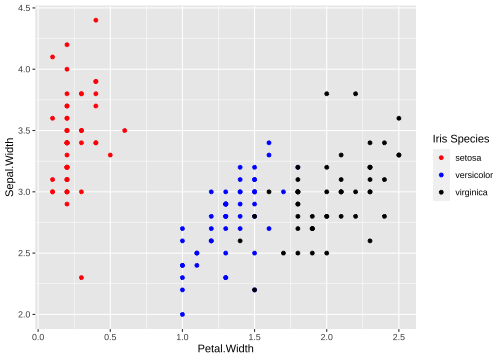 4.5
4.0
3.5
3.0
2.5
2.0
Sepal.Width
0.0 0.5 1.0 1.5 2.0 2.5
Petal.Width
Iris Species
setosa
versicolor
virginica